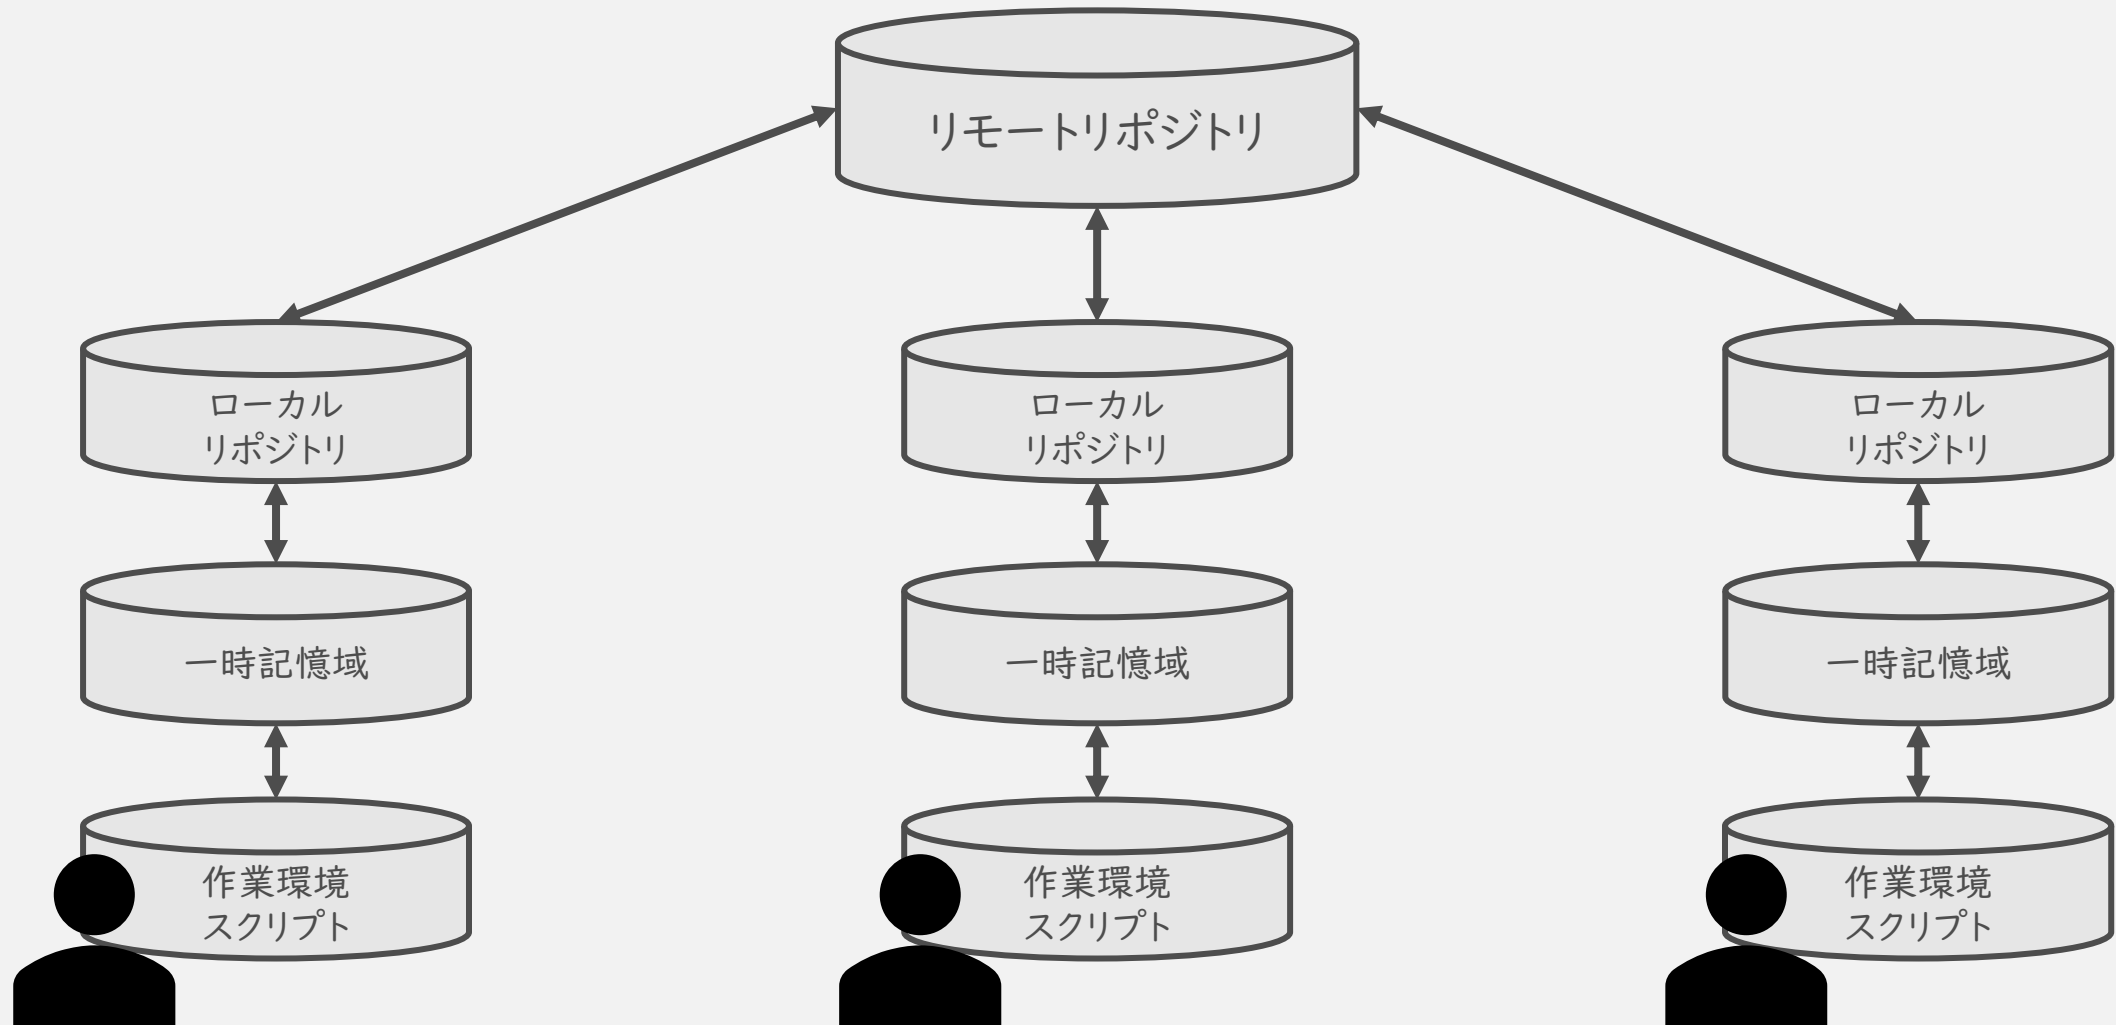 リモートリポジトリ
ローカル
リポジトリ
ローカル
リポジトリ
ローカル
リポジトリ
一時記憶域
一時記憶域
一時記憶域
作業環境
スクリプト
作業環境
スクリプト
作業環境
スクリプト